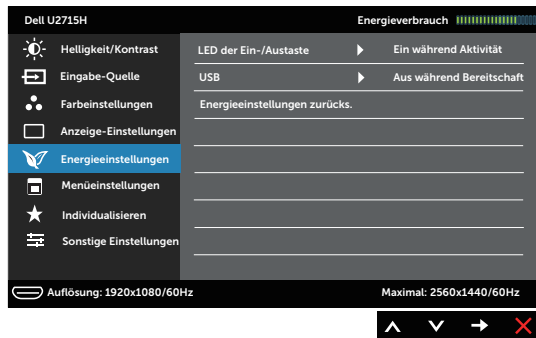 Dell U2715H
Energieverbrauch
Helligkeit/Kontrast
LED der Ein-/Austaste
Ein während Aktivität
Eingabe-Quelle
USB
Aus während Bereitschaft
Farbeinstellungen
Energieeinstellungen zurücks.
Anzeige-Einstellungen
Energieeinstellungen
Menüeinstellungen
Individualisieren
Sonstige Einstellungen
Auflösung: 1920x1080/60Hz
Maximal: 2560x1440/60Hz